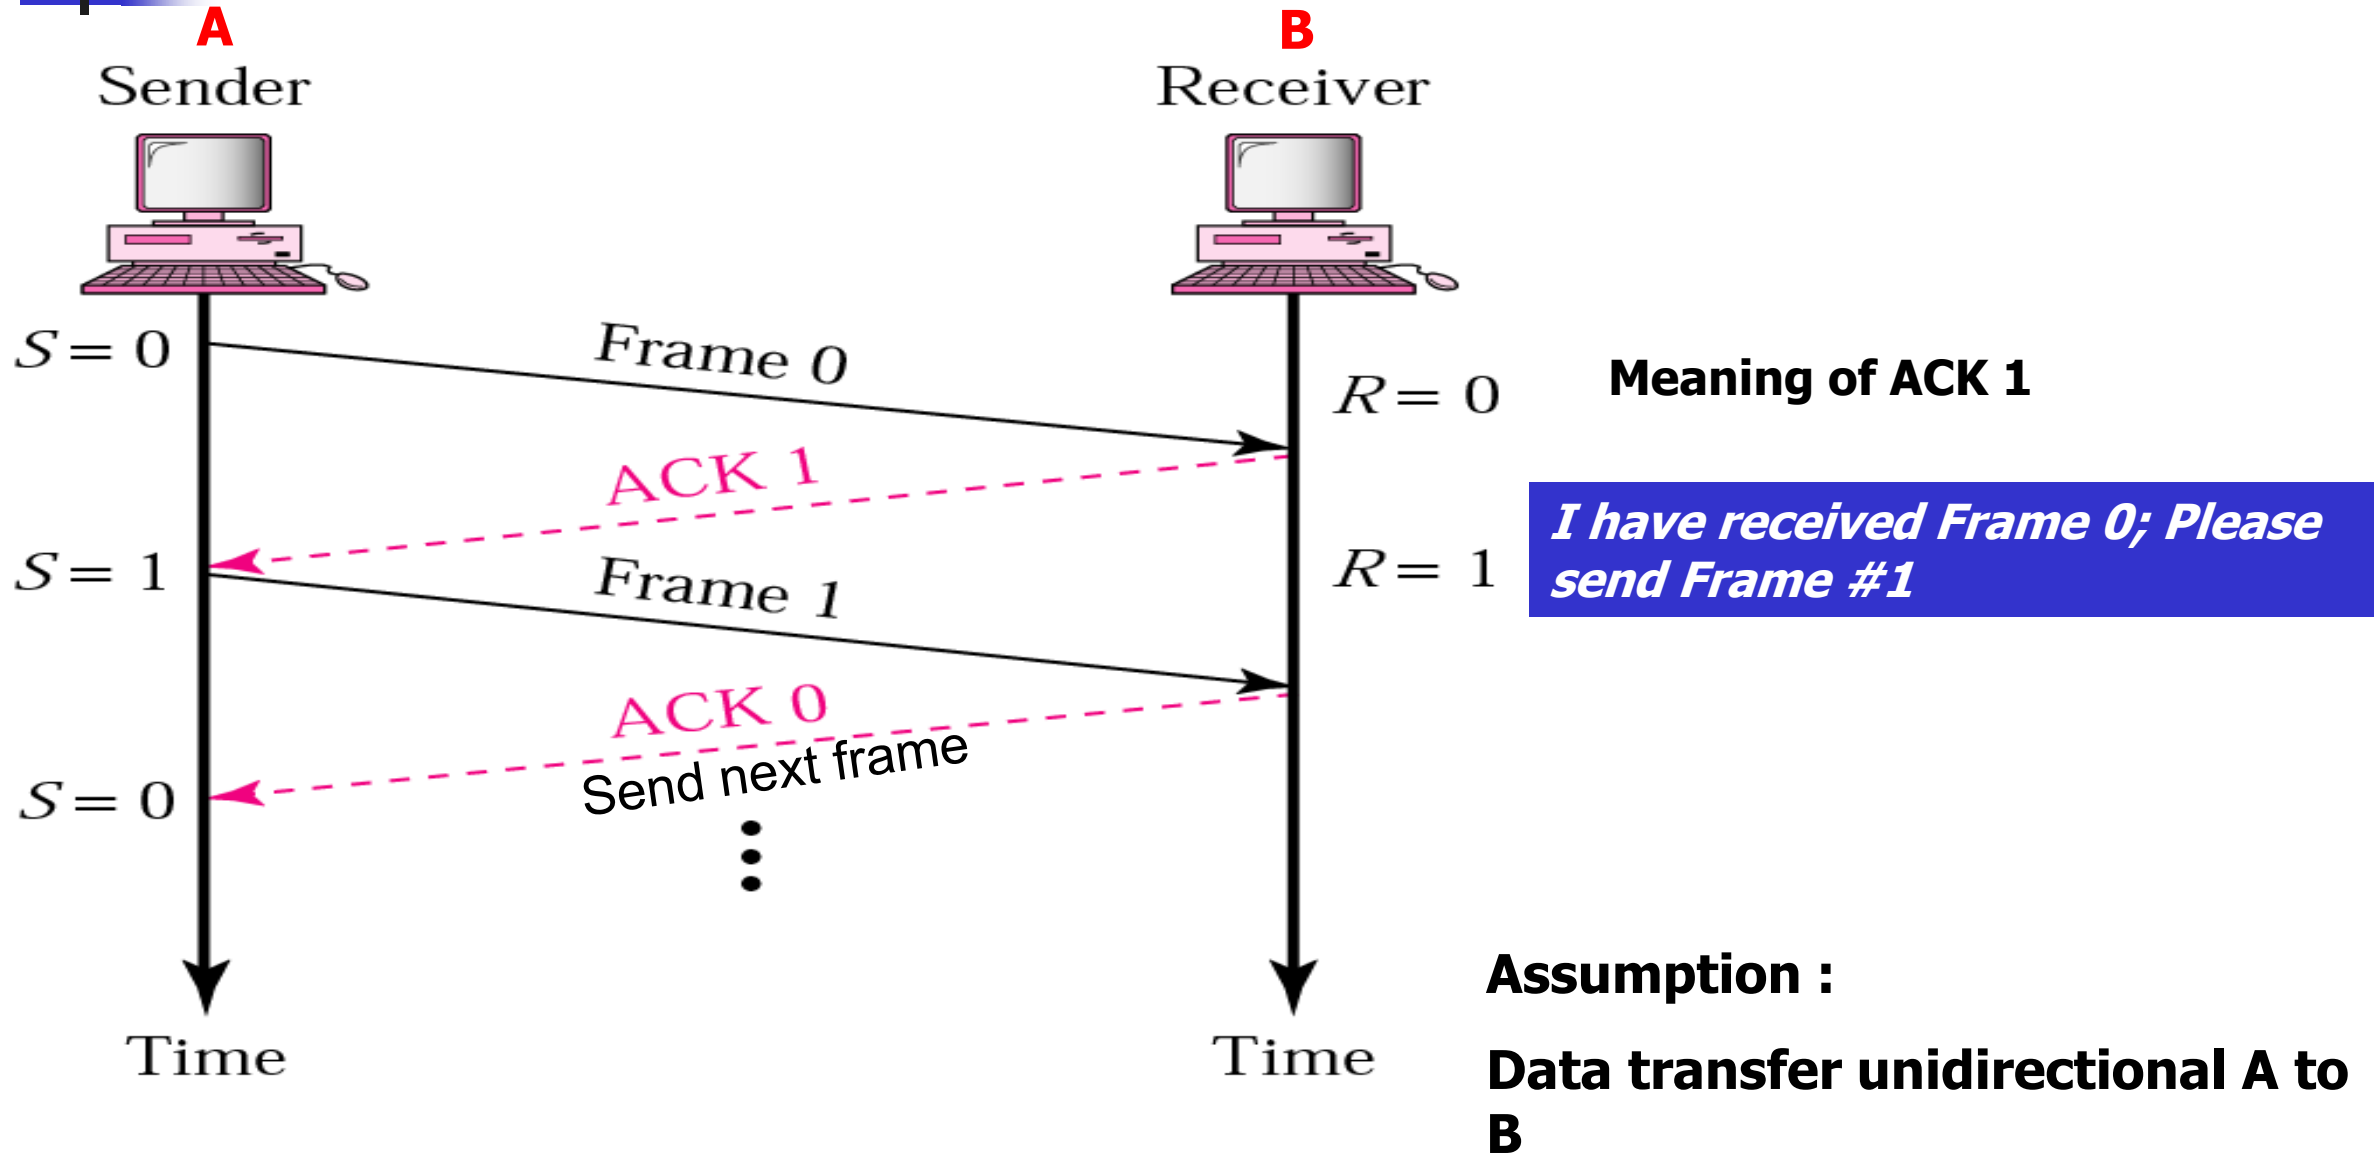 A
B
Sender
Receiver
S = 0
Frame 0
R = 0
Meaning of ACK 1
ACK 1
I have received Frame 0; Please
send Frame #1
S = 1
Frame 1
R = 1
ACK 0
Send next frame
S = 0
Assumption :
Time
Time
Data transfer unidirectional A to
B